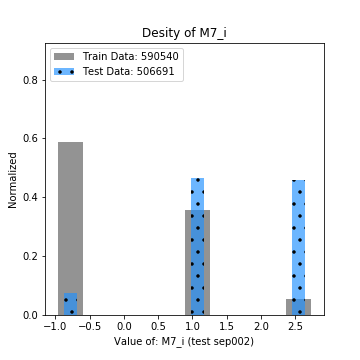 Desity of M7_i
Train Data: 590540
Test Data: 506691
Normalized
0.8
0.6
0.4
0.2
0.0
−1.0 −0.5 0.0 0.5 1.0 1.5 2.0 2.5
Value of: M7_i (test sep002)